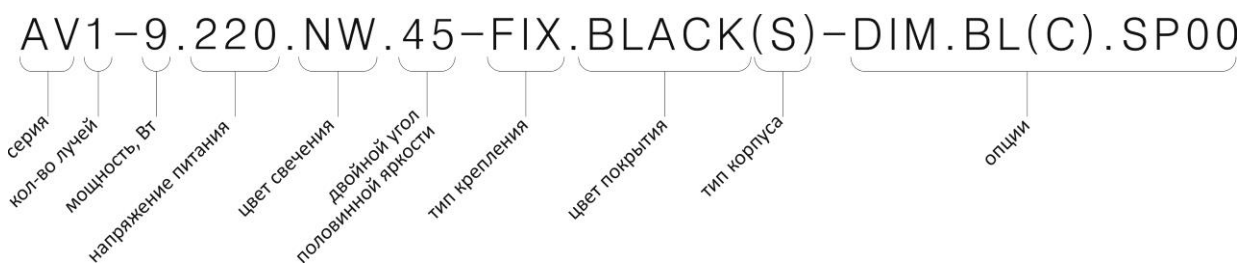 AV1-9.220.NW.45-FIX.BLACK(S)-DIM.BL(C).SP00
серия
кол-во лучей
мощность, Вт
напряжение питания
цвет свечения
двойной угол
половинной яркости
тип крепления
цвет покрытия
тип корпуса
опции